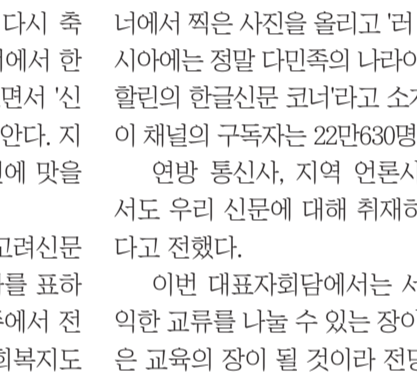 다시 축
에서 한
면서 '신
안다. 지
에 맛을
고려신문
를 표하
에서 전
회복지도
너에서 찍은 사진을 올리고 '러
시아에는 정말 다민족의 나라이
할린의 한글신문 코너'라고 소개
이 채널의 구독자는 22만630명
연방 통신사, 지역 언론사
서도 우리 신문에 대해 취재하
다고 전했다.
이번 대표자회담에서는 서
익한 교류를 나눌 수 있는 장이
은 교육의 장이 될 것이라 전